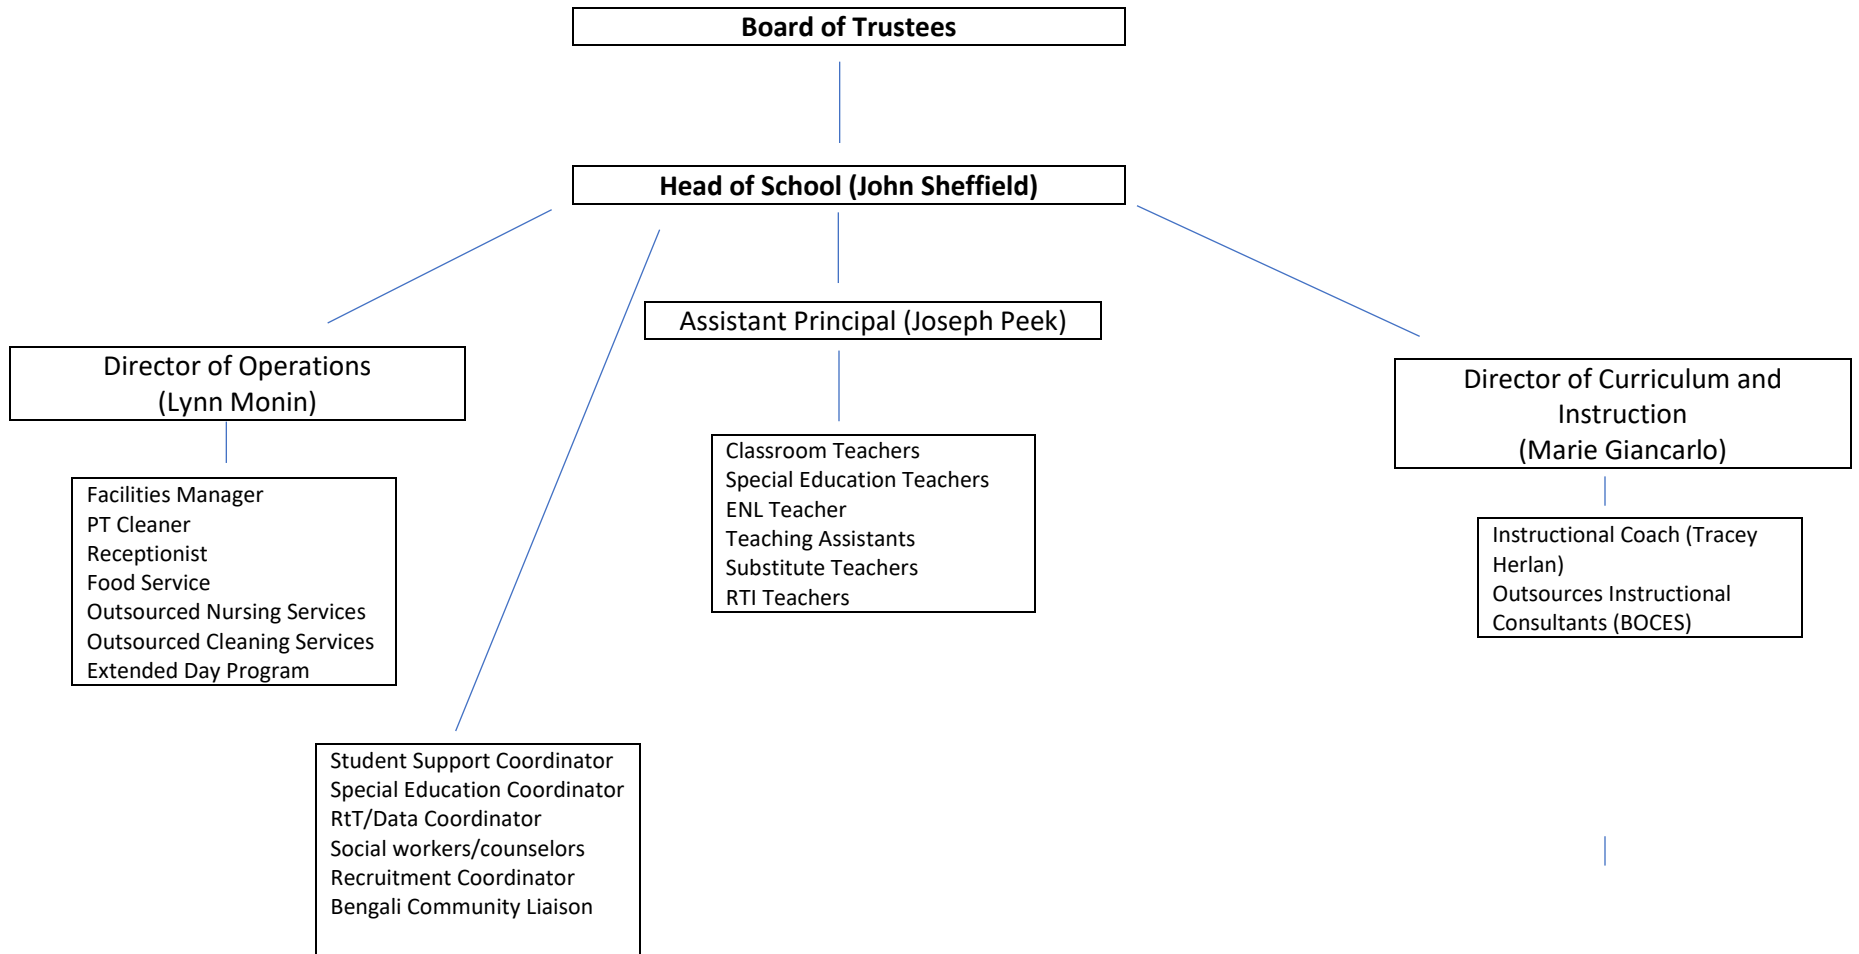 Board of Trustees
Head of School (John Sheffield)
Assistant Principal (Joseph Peek)
Director of Operations
(Lynn Monin)
Director of Curriculum and
Instruction
(Marie Giancarlo)
Classroom Teachers
Special Education Teachers
ENL Teacher
Teaching Assistants
Substitute Teachers
RTI Teachers
Facilities Manager
PT Cleaner
Receptionist
Food Service
Outsourced Nursing Services
Outsourced Cleaning Services
Extended Day Program
Instructional Coach (Tracey
Herlan)
Outsources Instructional
Consultants (BOCES)
Student Support Coordinator
Special Education Coordinator
RtT/Data Coordinator
Social workers/counselors
Recruitment Coordinator
Bengali Community Liaison